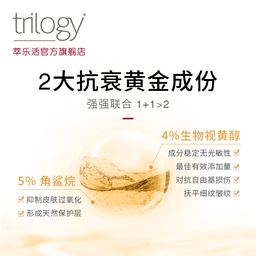 trilogy®
萃乐活官方旗舰店
2大抗衰黄金成份
强强联合 1+1>2
4%生物视黄醇
成分稳定无光敏性
最佳有效添加量
对抗自由基损伤
抚平细纹皱纹
5% 角鲨烷
抑制皮肤过氧化
形成天然保护层